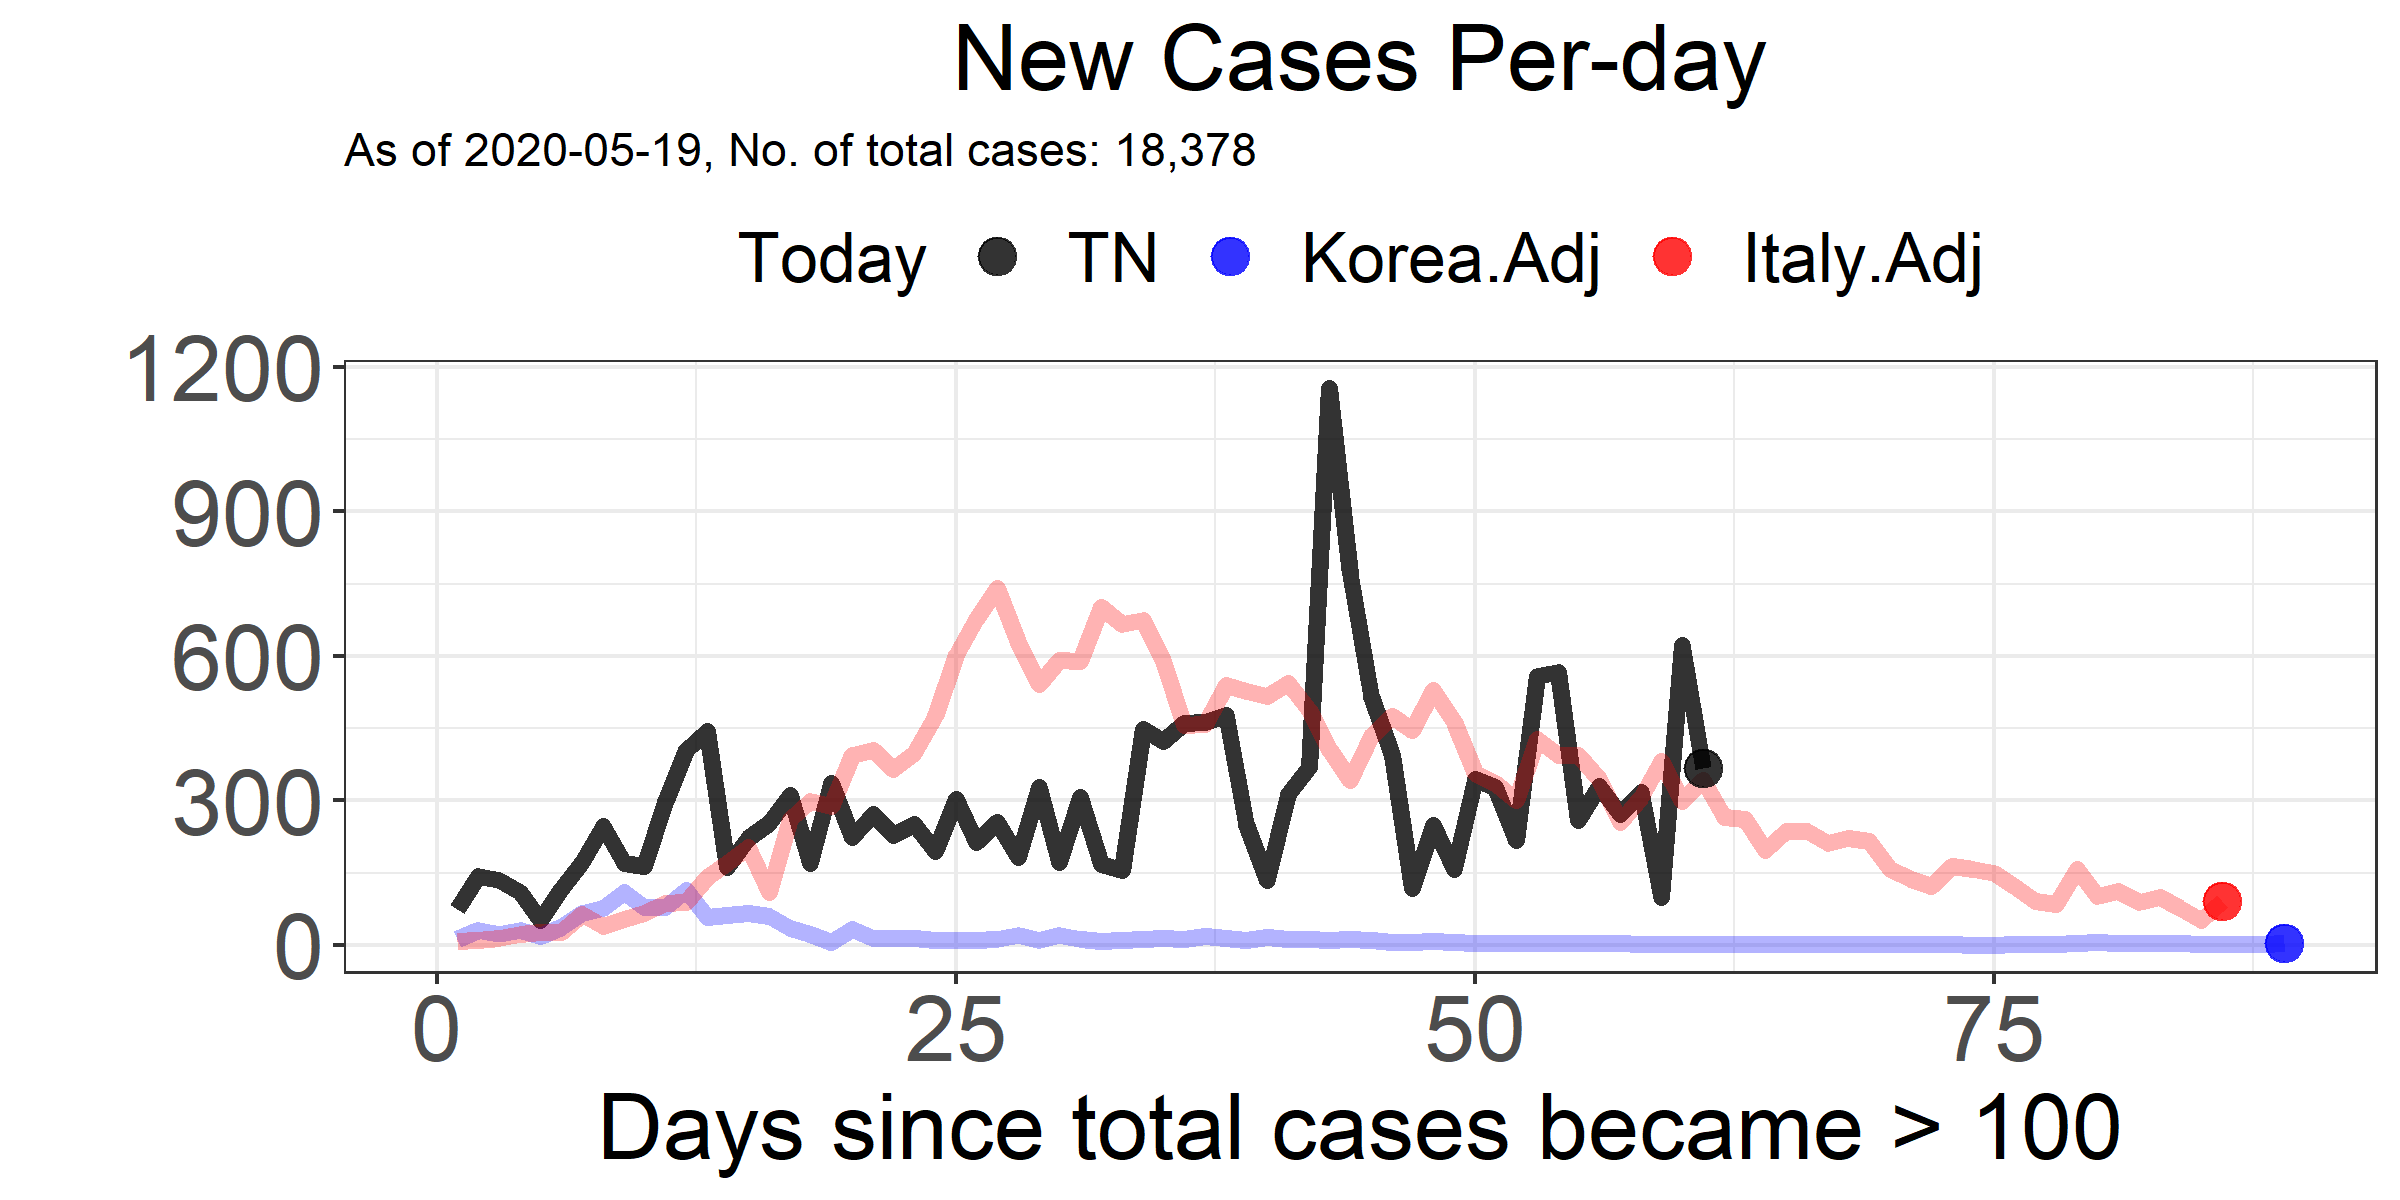 New Cases Per-day
As of 2020-05-19, No. of total cases: 18,378
Today TN Korea.Adj Italy.Adj
1200
900
600
300
0
0 25 50 75
Days since total cases became > 100